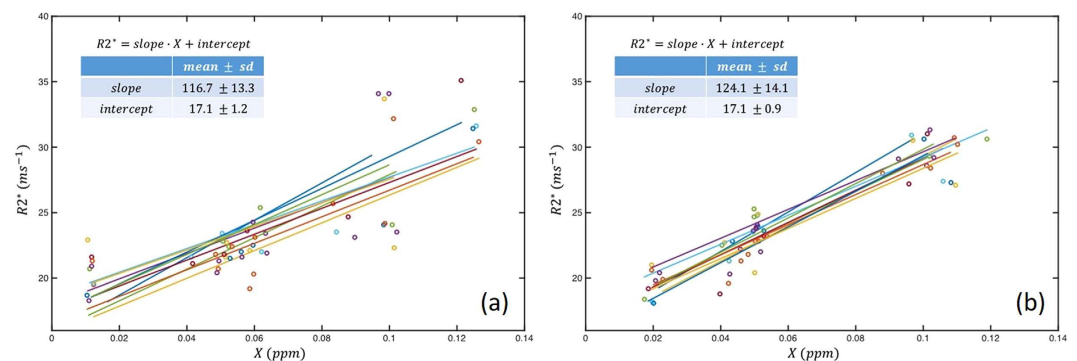 40
35
30
25
20
R2* (ms⁻¹)
R2* = slope · X + intercept
mean ± sd
slope 116.7 ± 13.3
intercept 17.1 ± 1.2
(a)
0 0.02 0.04 0.06 0.08 0.1 0.12 0.14
X (ppm)
40
35
30
25
20
R2* (ms⁻¹)
R2* = slope · X + intercept
mean ± sd
slope 124.1 ± 14.1
intercept 17.1 ± 0.9
(b)
0 0.02 0.04 0.06 0.08 0.1 0.12 0.14
X (ppm)